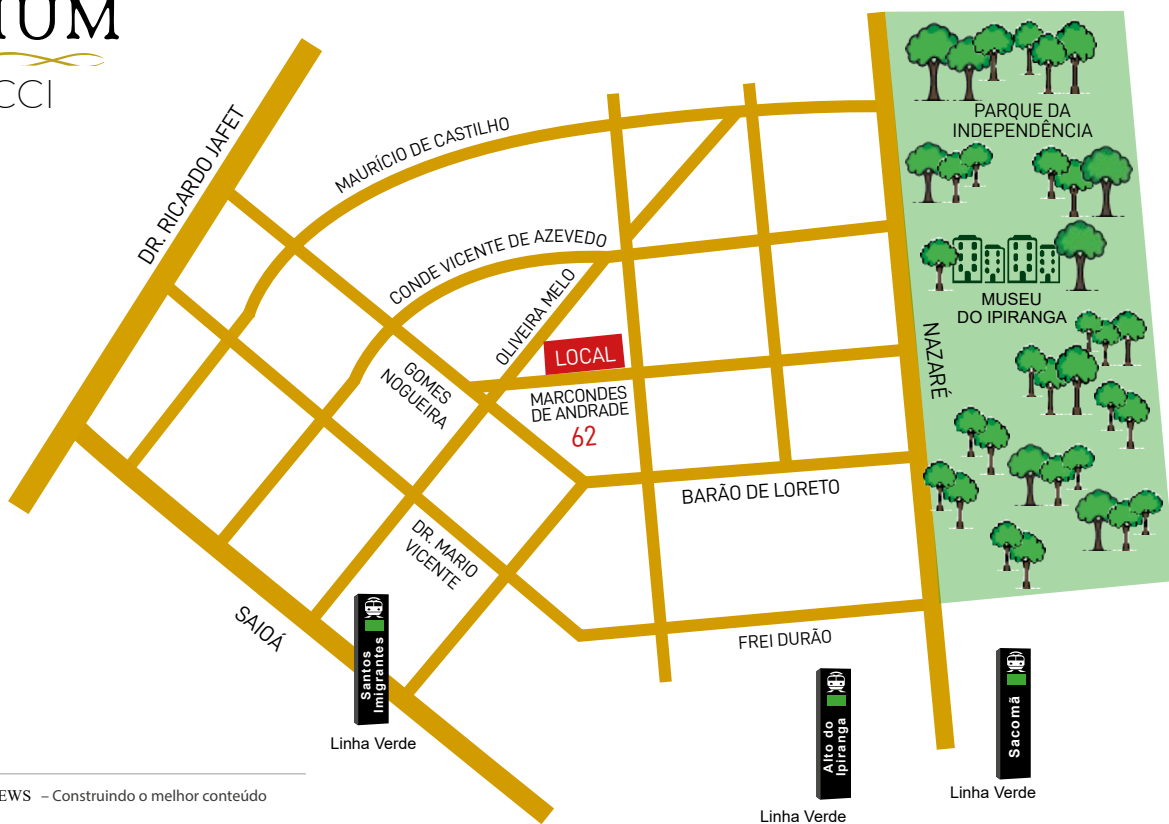 CCI
DR. RICARDO JAFET
MAURÍCIO DE CASTILHO
CONDE VICENTE DE AZEVEDO
OLIVEIRA MELO
LOCAL
GOMES
NOGUEIRA
MARCONDES
DE ANDRADE
62
PARQUE DA
INDEPENDÊNCIA
MUSEU
DO IPIRANGA
NAZARÉ
BARÃO DE LORETO
DR. MARIO
VICENTE
SAIOÁ
FREI DURÃO
Santos
Imigrantes
Linha Verde
Alto do
Ipiranga
Linha Verde
Sacomã
Linha Verde
EWS – Construindo o melhor conteúdo